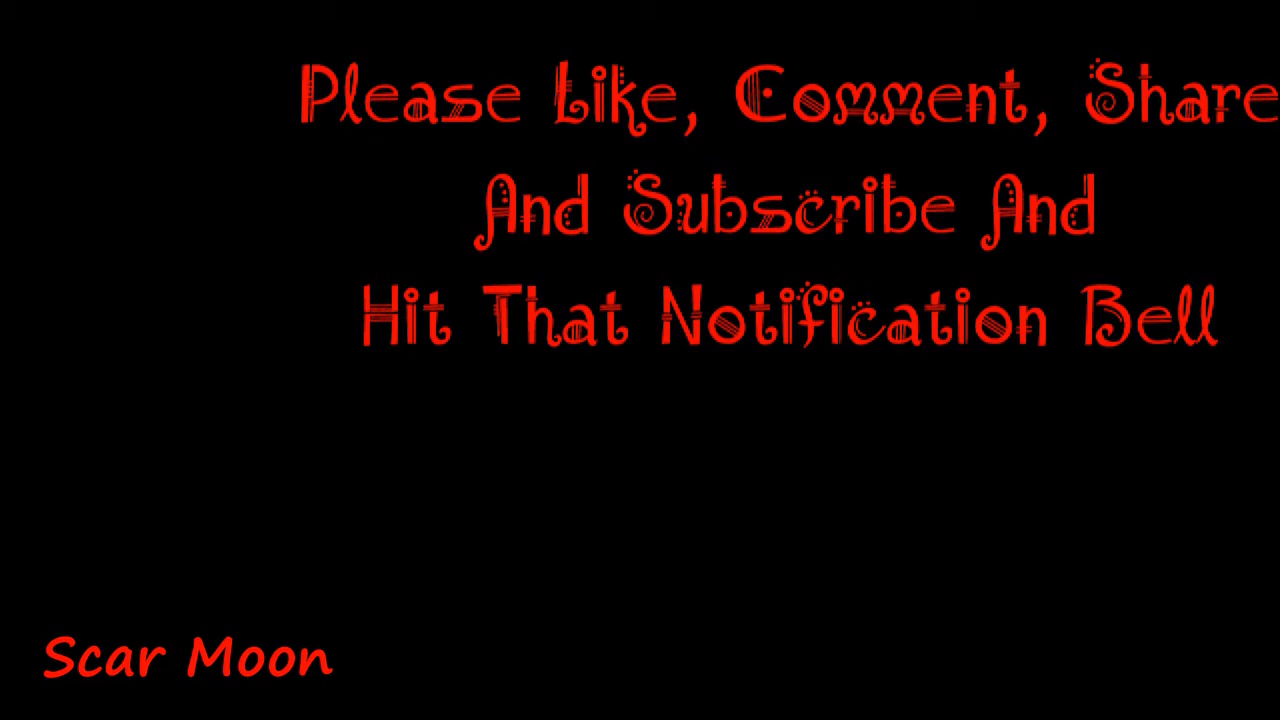 Please Like, Comment, Share
And Subscribe And
Hit That Notification Bell
Scar Moon